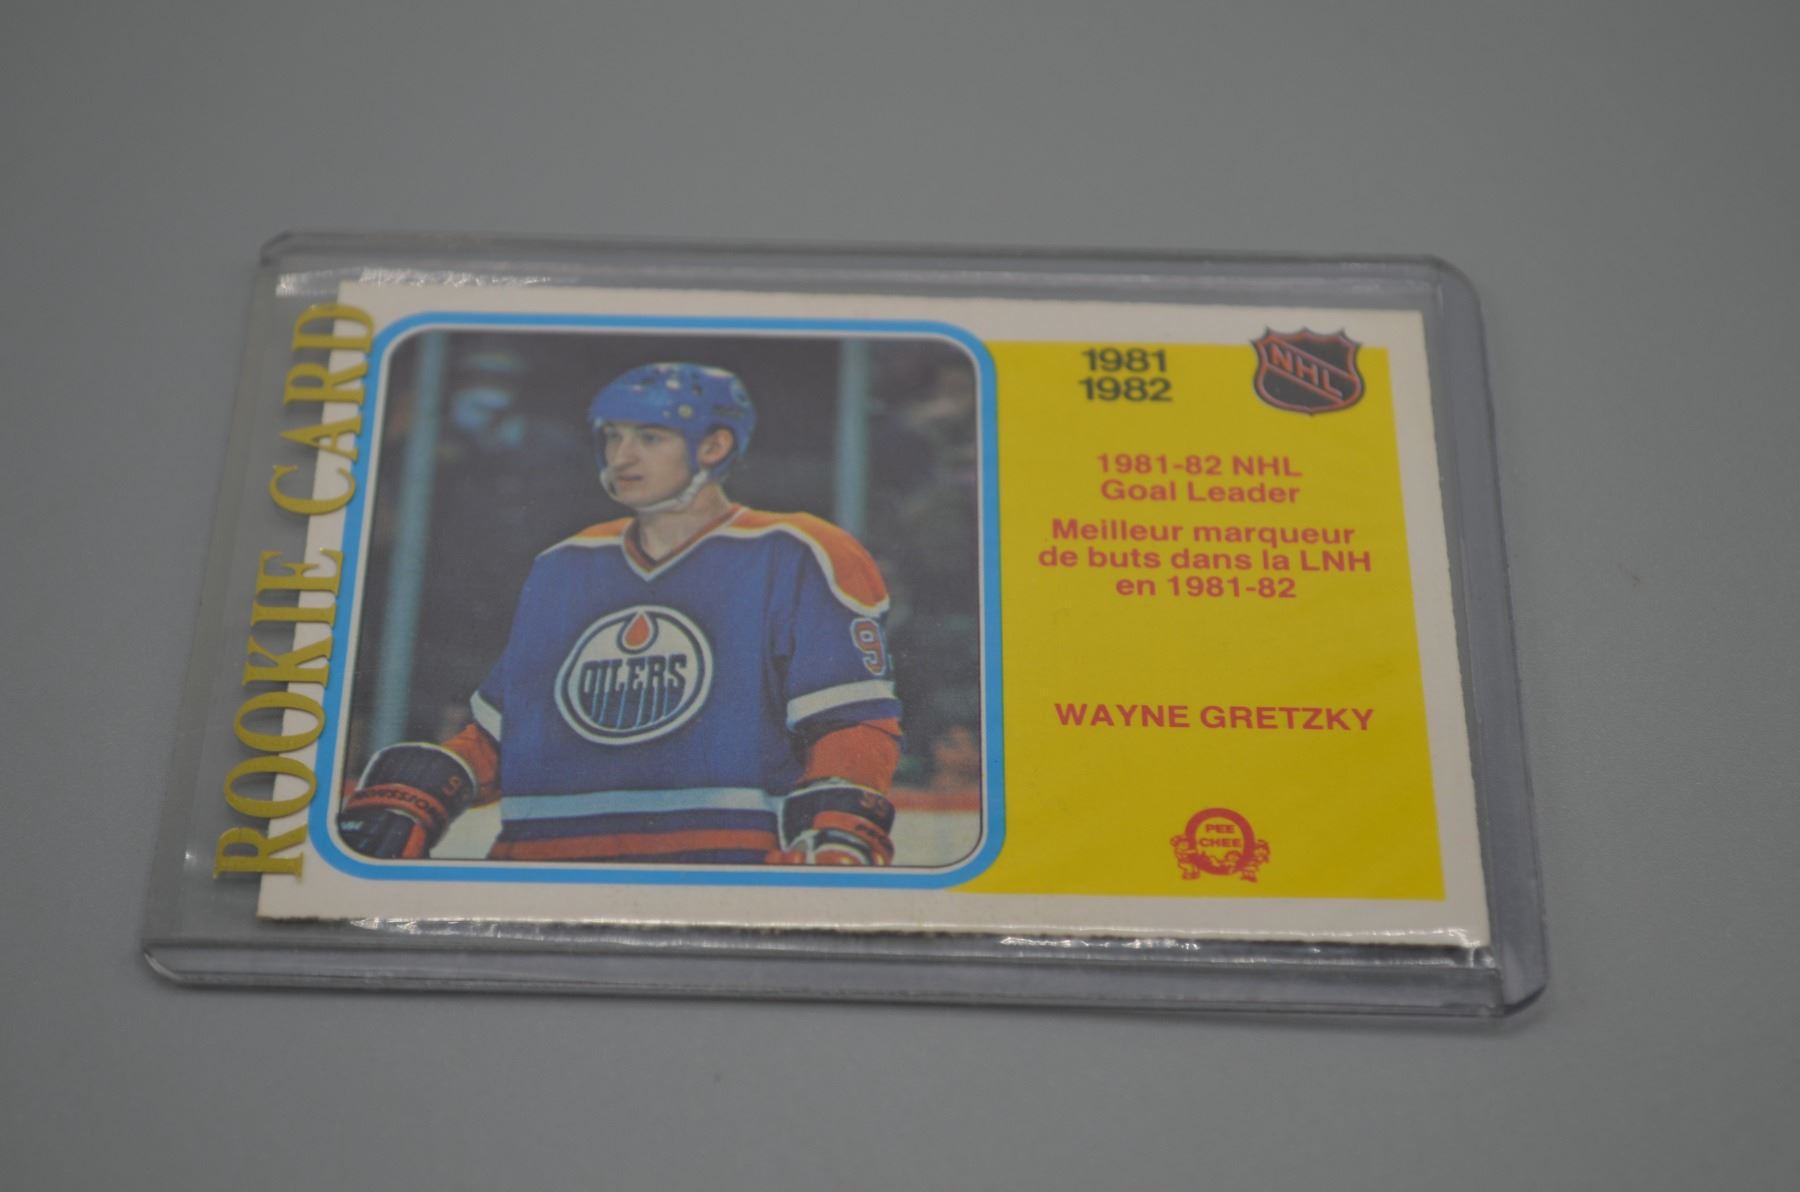 ROOKIE CARD
1981
1982
NHL
1981-82 NHL
Goal Leader
Meilleur marqueur
de buts dans la LNH
en 1981-82
WAYNE GRETZKY
PEE
CHEE
OILERS
9